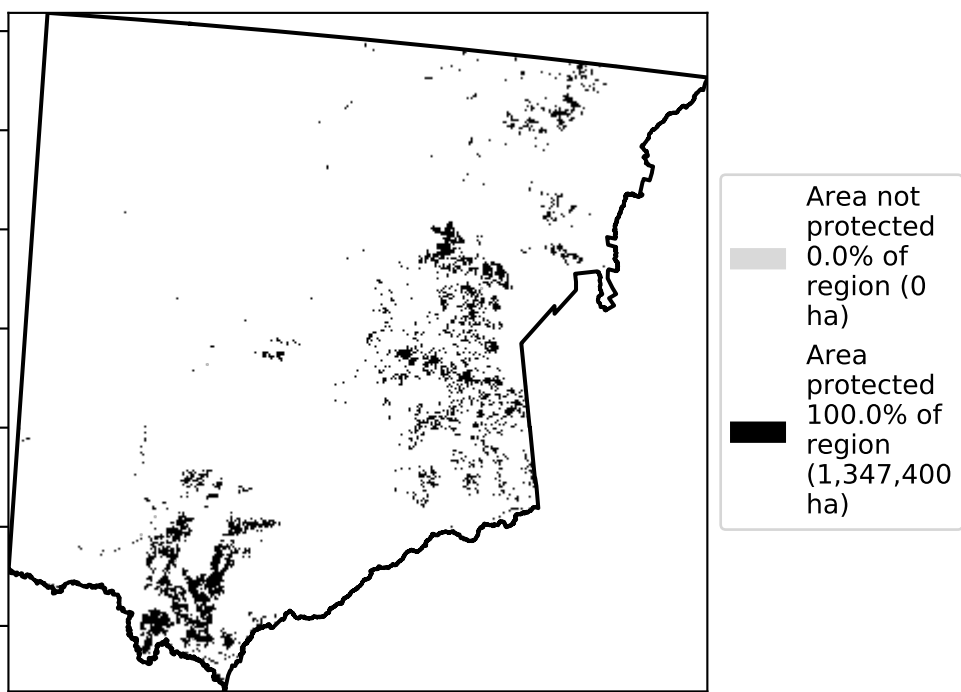 Area not
protected
0.0% of
region (0
ha)
Area
protected
100.0% of
region
(1,347,400
ha)